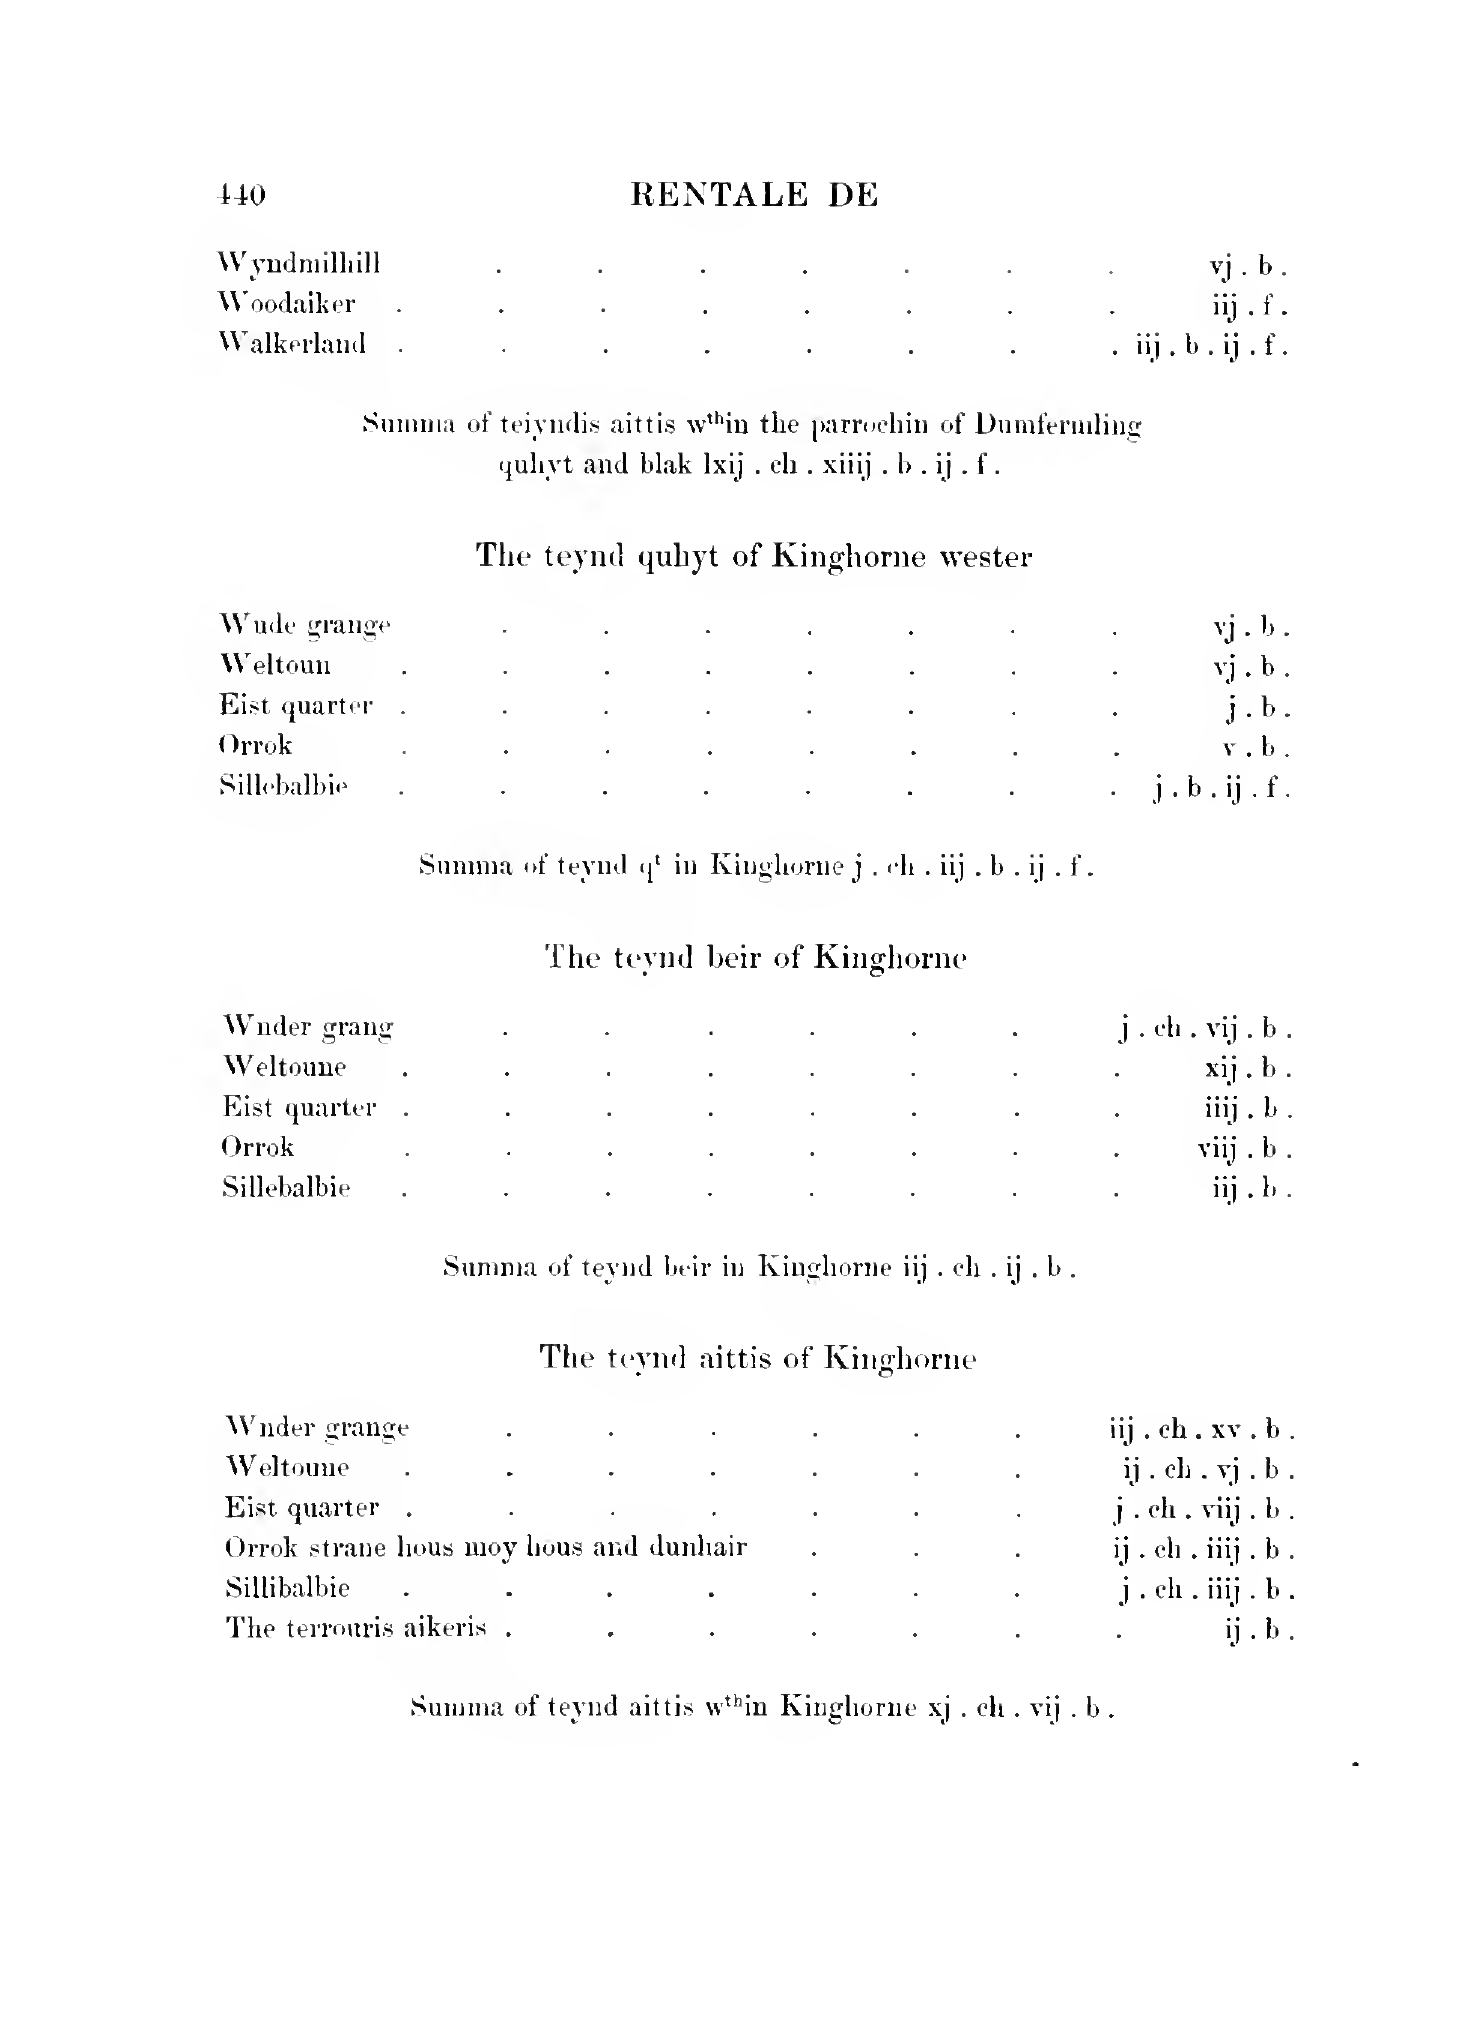 440 RENTALE DE
Wyndmilhill . . . . . . . vj . b .
Woodaiker . . . . . . . . iij . f .
Walkerland . . . . . . . . iij . b . ij . f .
Summa of teiyndis aittis wᵗʰin the parrochin of Dumfermling
quhyt and blak lxij . ch . xiiij . b . ij . f .
The teynd quhyt of Kinghorne wester
Wude grange . . . . . . . vj . b .
Weltoun . . . . . . . . vj . b .
Eist quarter . . . . . . . . j . b .
Orrok . . . . . . . . v . b .
Sillebalbie . . . . . . . . j . b . ij . f .
Summa of teynd qᵗ in Kinghorne j . ch . iij . b . ij . f .
The teynd beir of Kinghorne
Wnder grang . . . . . . j . ch . vij . b .
Weltoune . . . . . . . . xij . b .
Eist quarter . . . . . . . . iiij . b .
Orrok . . . . . . . . viij . b .
Sillebalbie . . . . . . . . iij . b .
Summa of teynd beir in Kinghorne iij . ch . ij . b .
The teynd aittis of Kinghorne
Wnder grange . . . . . . iij . ch . xv . b .
Weltoune . . . . . . . ij . ch . vj . b .
Eist quarter . . . . . . . j . ch . viij . b .
Orrok strane hous moy hous and dunhair . . . ij . ch . iiij . b .
Sillibalbie . . . . . . . j . ch . iiij . b .
The terrouris aikeris . . . . . . . ij . b .
Summa of teynd aittis wᵗʰin Kinghorne xj . ch . vij . b .